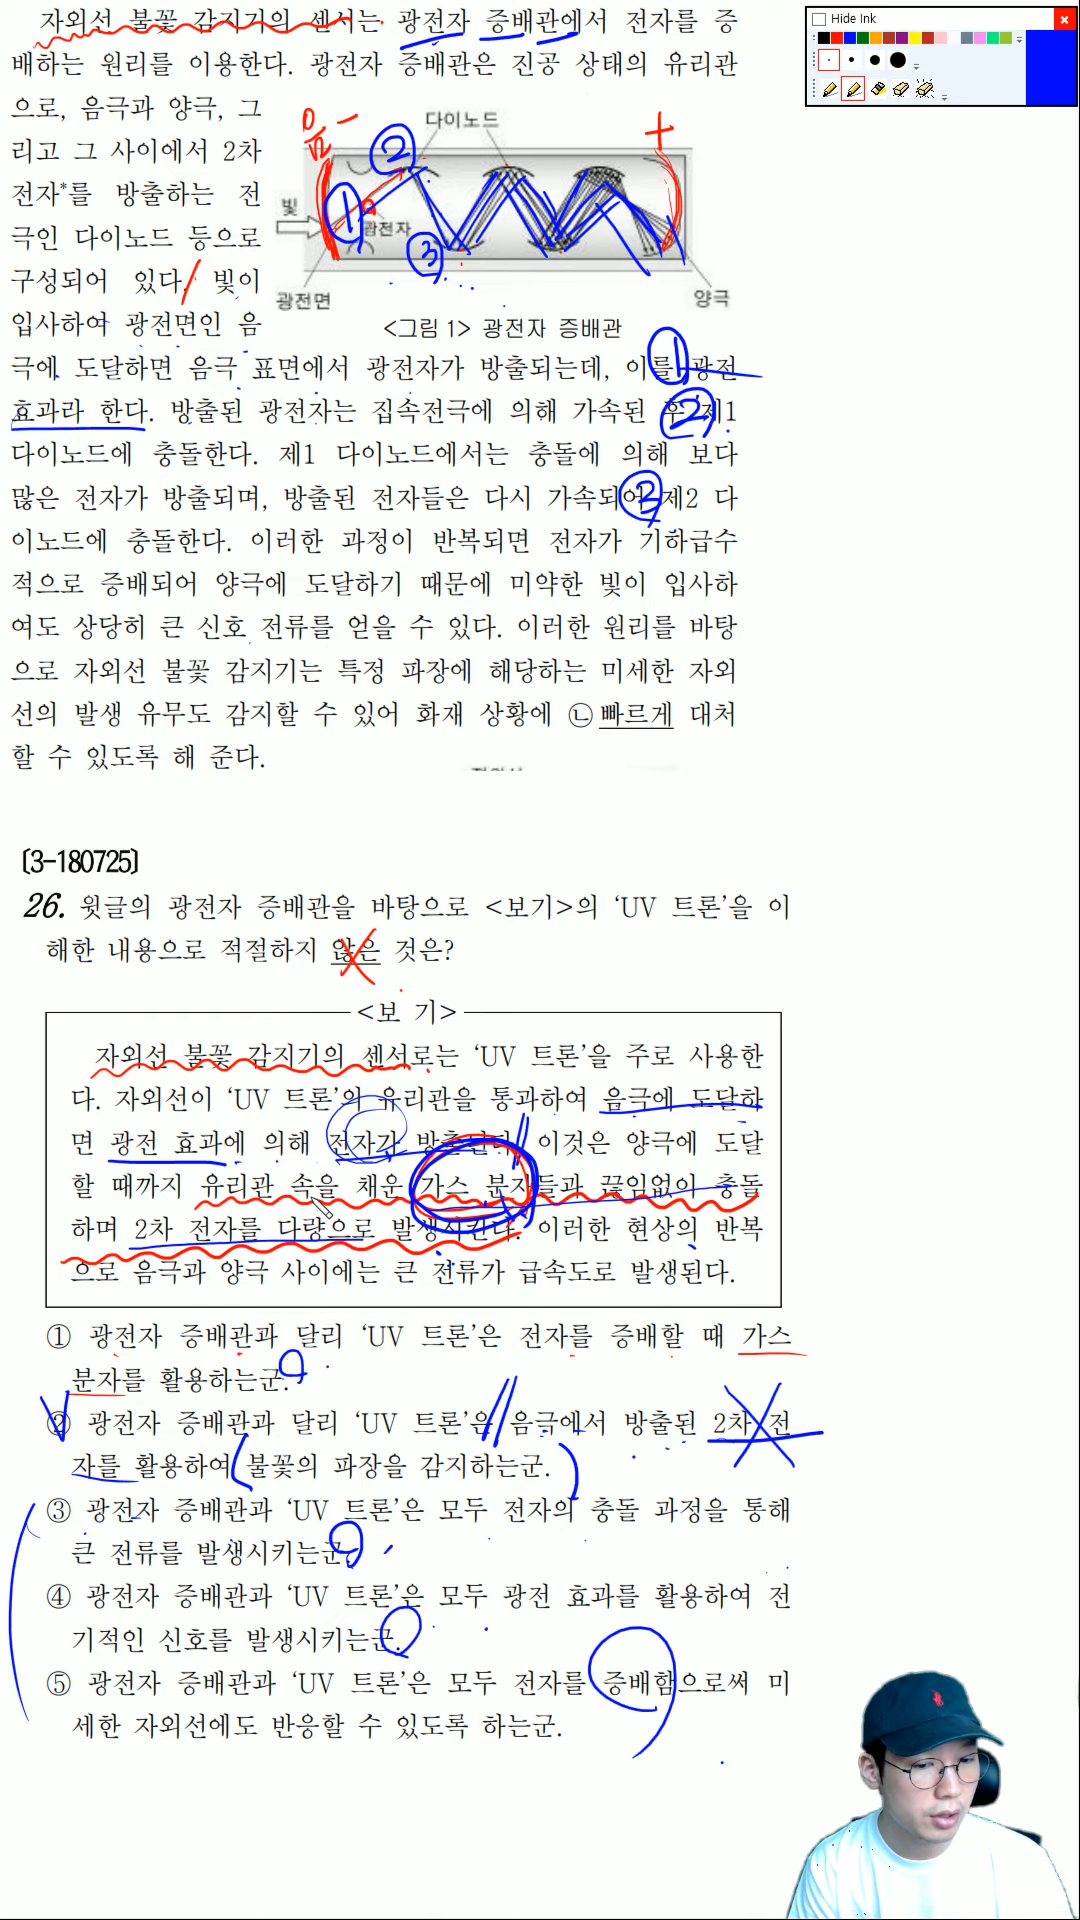 자외선 불꽃 감지기의 센서는 광전자 증배관에서 전자를 증
배하는 원리를 이용한다. 광전자 증배관은 진공 상태의 유리관
으로, 음극과 양극, 그
리고 그 사이에서 2차
전자*를 방출하는 전
극인 다이노드 등으로
구성되어 있다. 빛이
입사하여 광전면인 음
음 -
+
다이노드
빛
광전자
① ② ③
광전면
양극
<그림 1> 광전자 증배관
극에 도달하면 음극 표면에서 광전자가 방출되는데, 이를 광전
효과라 한다. 방출된 광전자는 집속전극에 의해 가속된 후 제1
다이노드에 충돌한다. 제1 다이노드에서는 충돌에 의해 보다
많은 전자가 방출되며, 방출된 전자들은 다시 가속되어 제2 다
이노드에 충돌한다. 이러한 과정이 반복되면 전자가 기하급수
적으로 증배되어 양극에 도달하기 때문에 미약한 빛이 입사하
여도 상당히 큰 신호 전류를 얻을 수 있다. 이러한 원리를 바탕
으로 자외선 불꽃 감지기는 특정 파장에 해당하는 미세한 자외
선의 발생 유무도 감지할 수 있어 화재 상황에 ㉡빠르게 대처
할 수 있도록 해 준다.
[3-180725]
26. 윗글의 광전자 증배관을 바탕으로 <보기>의 ‘UV 트론’을 이
해한 내용으로 적절하지 않은 것은?
<보 기>
자외선 불꽃 감지기의 센서로는 ‘UV 트론’을 주로 사용한
다. 자외선이 ‘UV 트론’의 유리관을 통과하여 음극에 도달하
면 광전 효과에 의해 전자가 방출된다. 이것은 양극에 도달
할 때까지 유리관 속을 채운 가스 분자들과 끊임없이 충돌
하며 2차 전자를 다량으로 발생시킨다. 이러한 현상의 반복
으로 음극과 양극 사이에는 큰 전류가 급속도로 발생된다.
① 광전자 증배관과 달리 ‘UV 트론’은 전자를 증배할 때 가스
분자를 활용하는군.
② 광전자 증배관과 달리 ‘UV 트론’은 음극에서 방출된 2차 전
자를 활용하여 불꽃의 파장을 감지하는군.
③ 광전자 증배관과 ‘UV 트론’은 모두 전자의 충돌 과정을 통해
큰 전류를 발생시키는군.
④ 광전자 증배관과 ‘UV 트론’은 모두 광전 효과를 활용하여 전
기적인 신호를 발생시키는군.
⑤ 광전자 증배관과 ‘UV 트론’은 모두 전자를 증배함으로써 미
세한 자외선에도 반응할 수 있도록 하는군.
Hide Ink